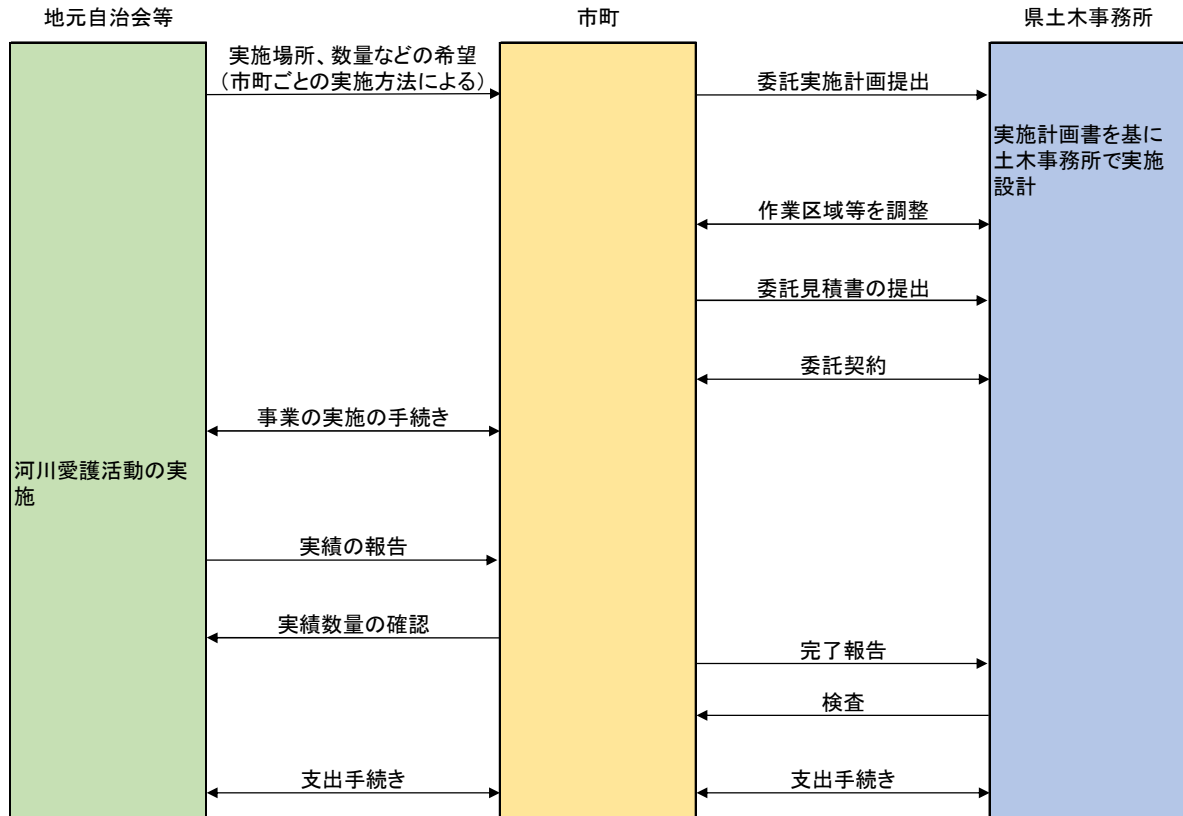 地元自治会等
市町
県土木事務所
実施場所、数量などの希望
（市町ごとの実施方法による）
委託実施計画提出
実施計画書を基に
土木事務所で実施
設計
作業区域等を調整
委託見積書の提出
委託契約
事業の実施の手続き
河川愛護活動の実
施
実績の報告
実績数量の確認
完了報告
検査
支出手続き
支出手続き